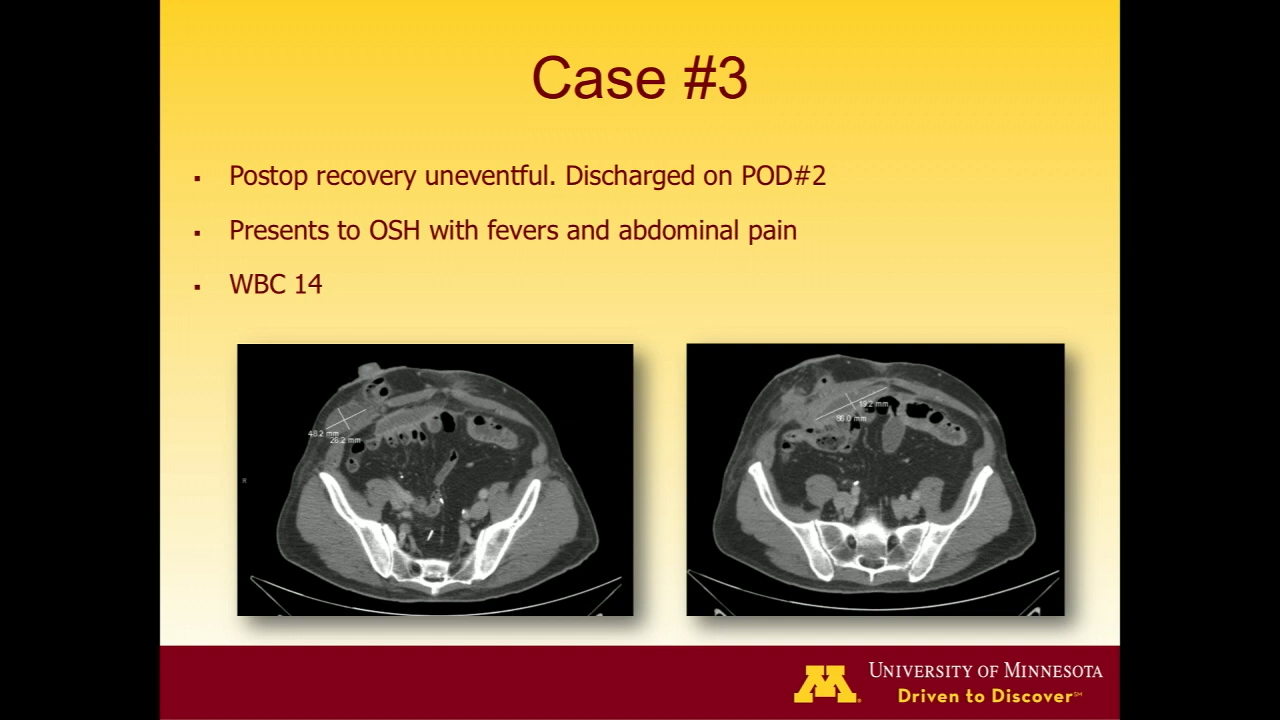 Case #3
Postop recovery uneventful. Discharged on POD#2
Presents to OSH with fevers and abdominal pain
WBC 14
48.2 mm
26.2 mm
19.2 mm
R
UNIVERSITY OF MINNESOTA
Driven to Discover℠